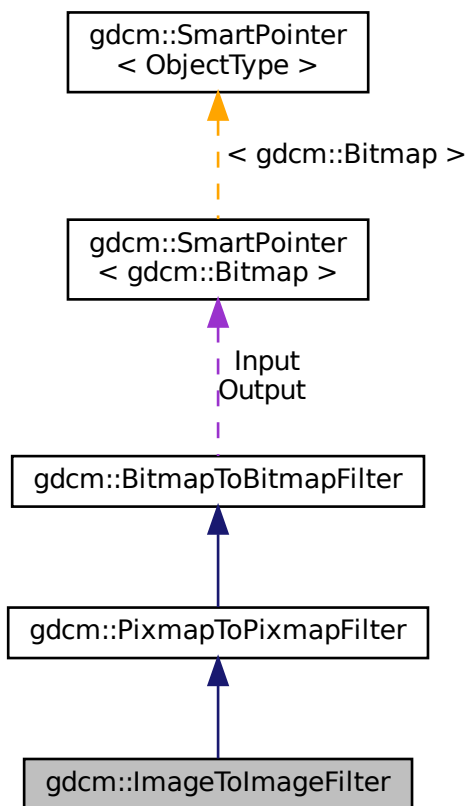 gdcm::SmartPointer
< ObjectType >
< gdcm::Bitmap >
gdcm::SmartPointer
< gdcm::Bitmap >
Input
Output
gdcm::BitmapToBitmapFilter
gdcm::PixmapToPixmapFilter
gdcm::ImageToImageFilter